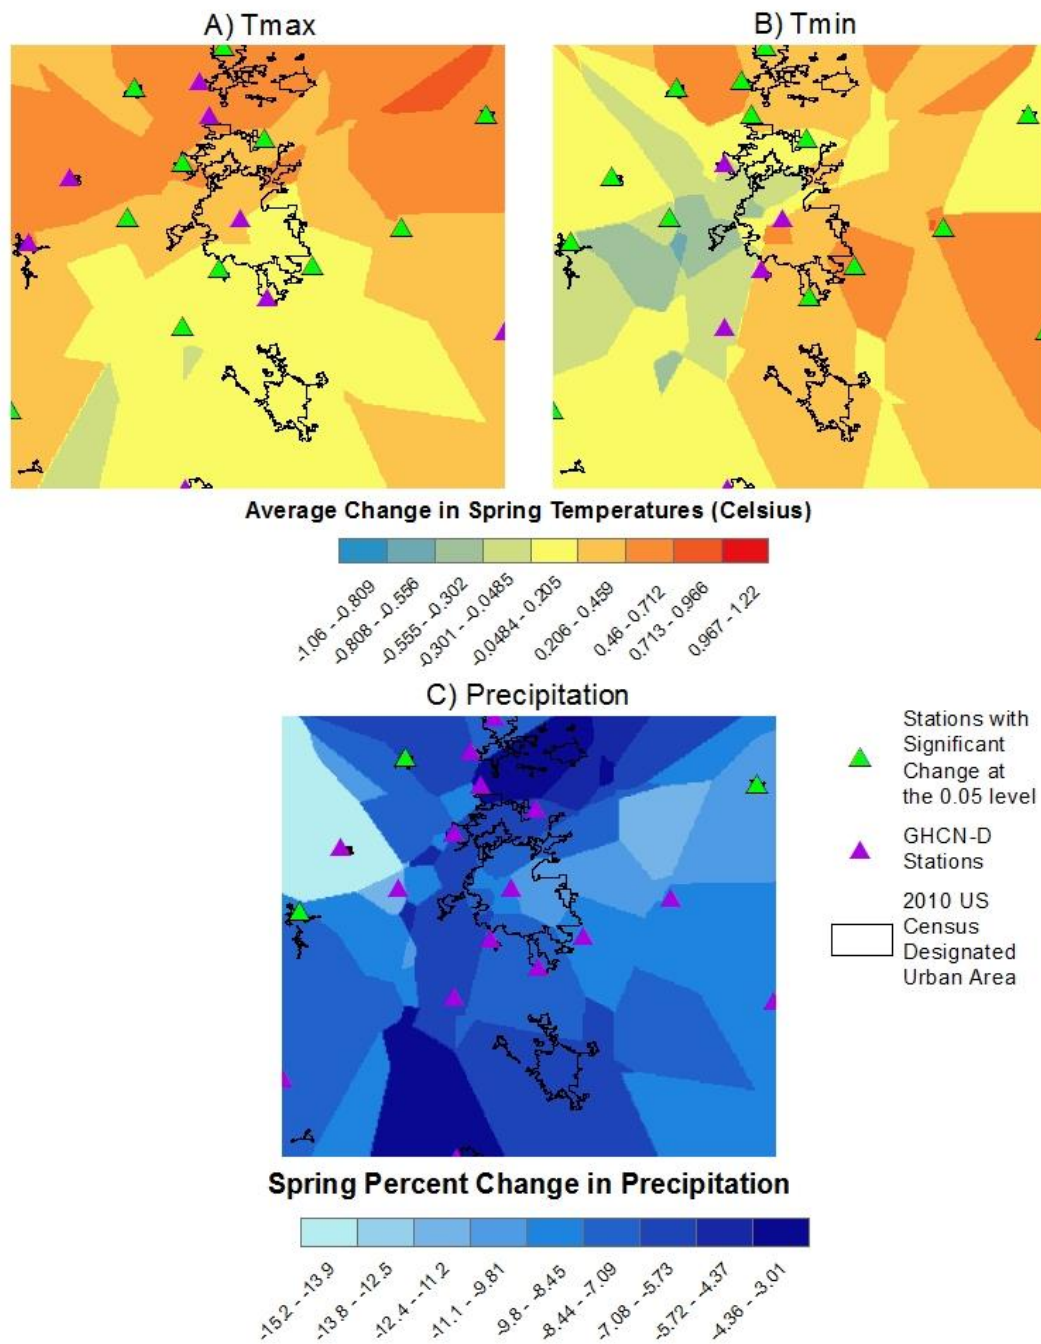 A) Tmax
B) Tmin
Average Change in Spring Temperatures (Celsius)
-1.06 - -0.809
-0.808 - -0.556
-0.555 - -0.302
-0.301 - -0.0485
-0.0484 - 0.205
0.206 - 0.459
0.46 - 0.712
0.713 - 0.966
0.967 - 1.22
C) Precipitation
Stations with
Significant
Change at
the 0.05 level
GHCN-D
Stations
2010 US
Census
Designated
Urban Area
Spring Percent Change in Precipitation
-15.2 - -13.9
-13.8 - -12.5
-12.4 - -11.2
-11.1 - -9.81
-9.8 - -8.45
-8.44 - -7.09
-7.08 - -5.73
-5.72 - -4.37
-4.36 - -3.01